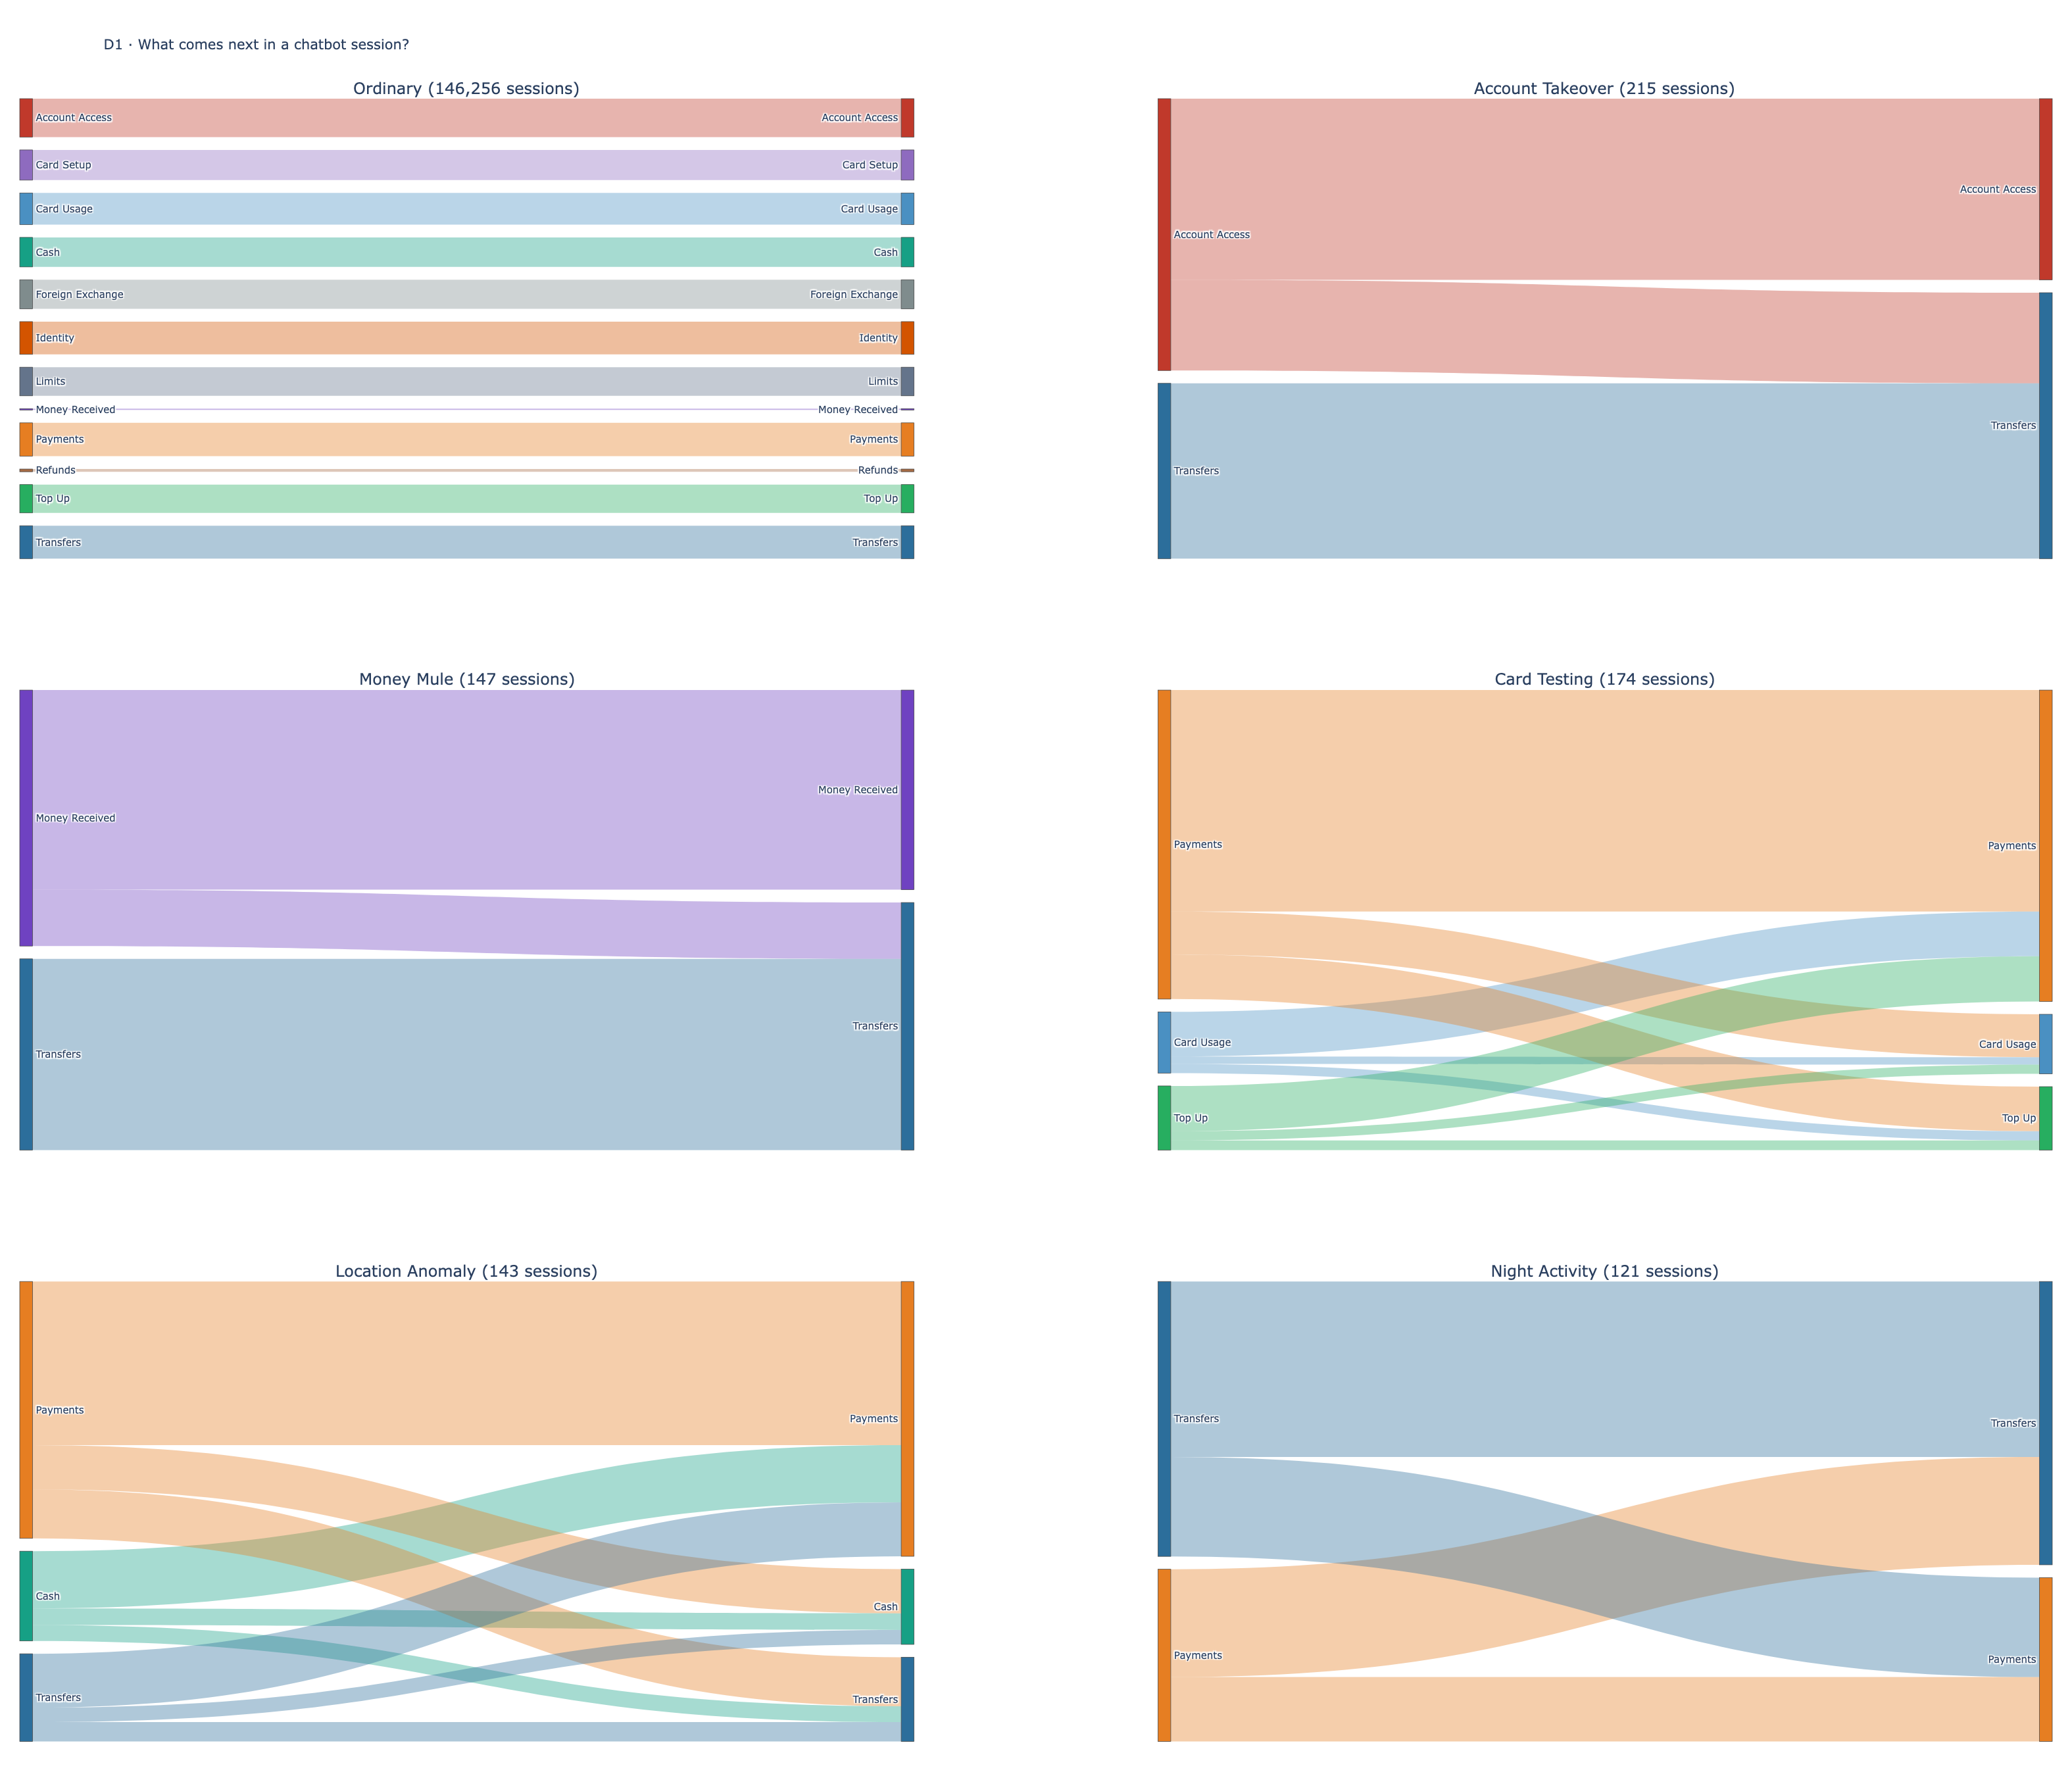 D1 · What comes next in a chatbot session?
Ordinary (146,256 sessions)
Account Access
Account Access
Card Setup
Card Setup
Card Usage
Card Usage
Cash
Cash
Foreign Exchange
Foreign Exchange
Identity
Identity
Limits
Limits
Money Received
Money Received
Payments
Payments
Refunds
Refunds
Top Up
Top Up
Transfers
Transfers
Account Takeover (215 sessions)
Account Access
Account Access
Transfers
Transfers
Money Mule (147 sessions)
Money Received
Money Received
Transfers
Transfers
Card Testing (174 sessions)
Payments
Payments
Card Usage
Card Usage
Top Up
Top Up
Location Anomaly (143 sessions)
Payments
Payments
Cash
Cash
Transfers
Transfers
Night Activity (121 sessions)
Transfers
Transfers
Payments
Payments